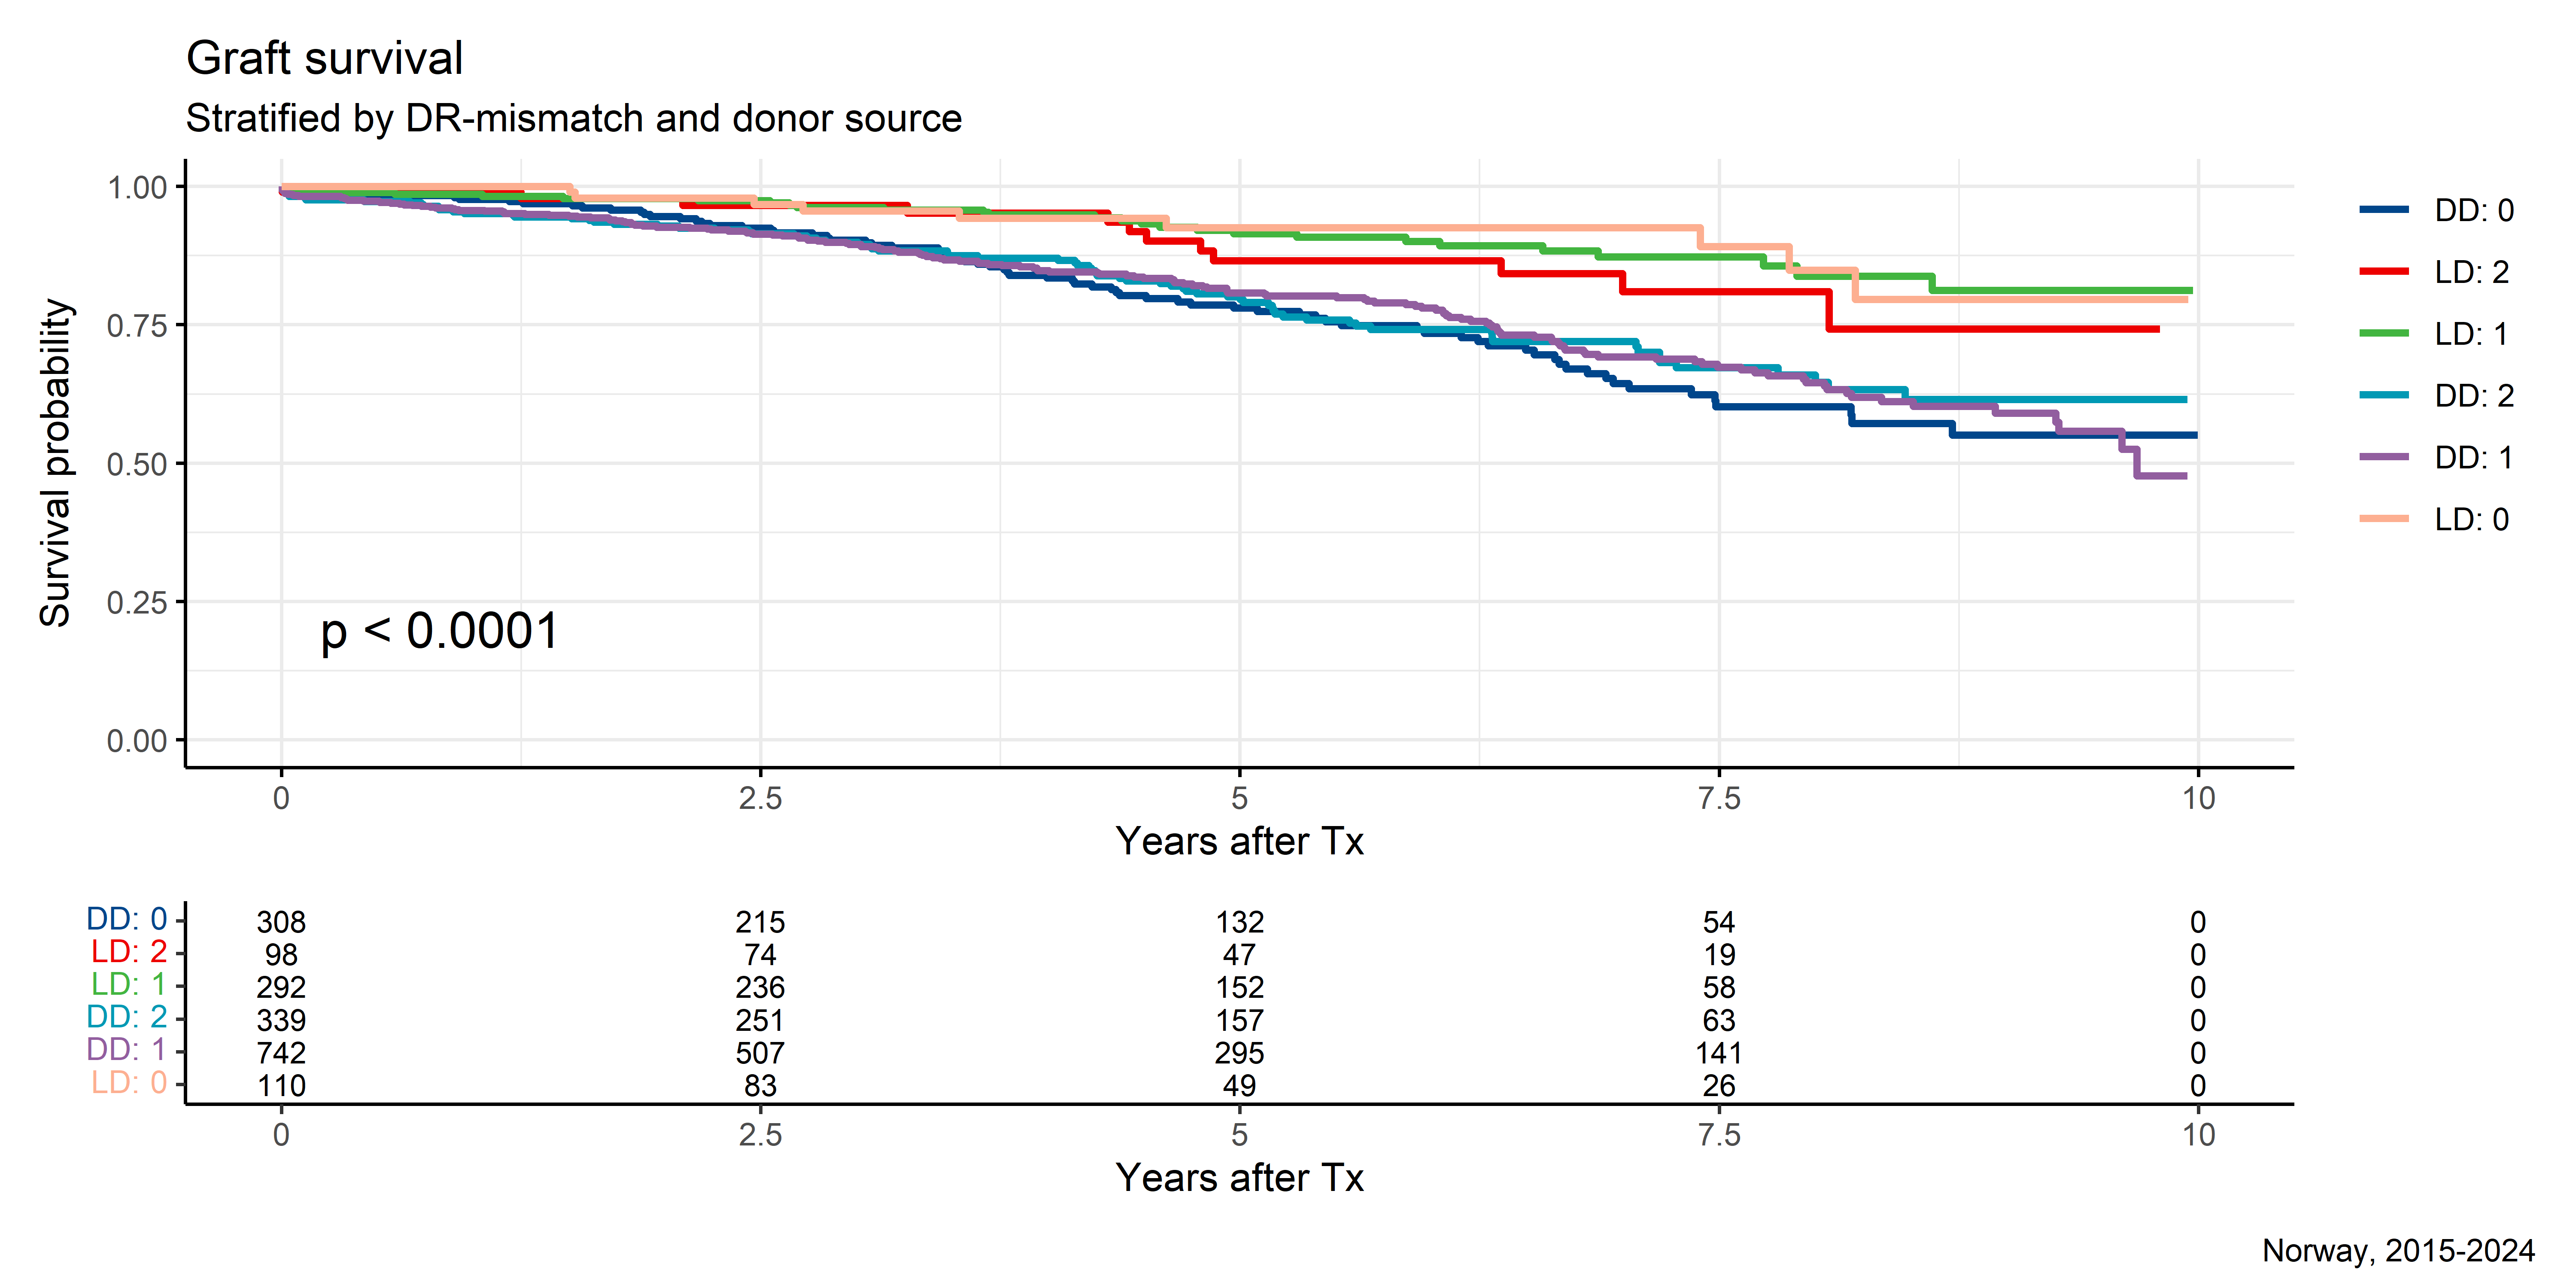 Graft survival
Stratified by DR-mismatch and donor source
Survival probability
1.00
0.75
0.50
0.25
0.00
p < 0.0001
0 2.5 5 7.5 10
Years after Tx
DD: 0
LD: 2
LD: 1
DD: 2
DD: 1
LD: 0
DD: 0 308 215 132 54 0
LD: 2 98 74 47 19 0
LD: 1 292 236 152 58 0
DD: 2 339 251 157 63 0
DD: 1 742 507 295 141 0
LD: 0 110 83 49 26 0
0 2.5 5 7.5 10
Years after Tx
Norway, 2015-2024